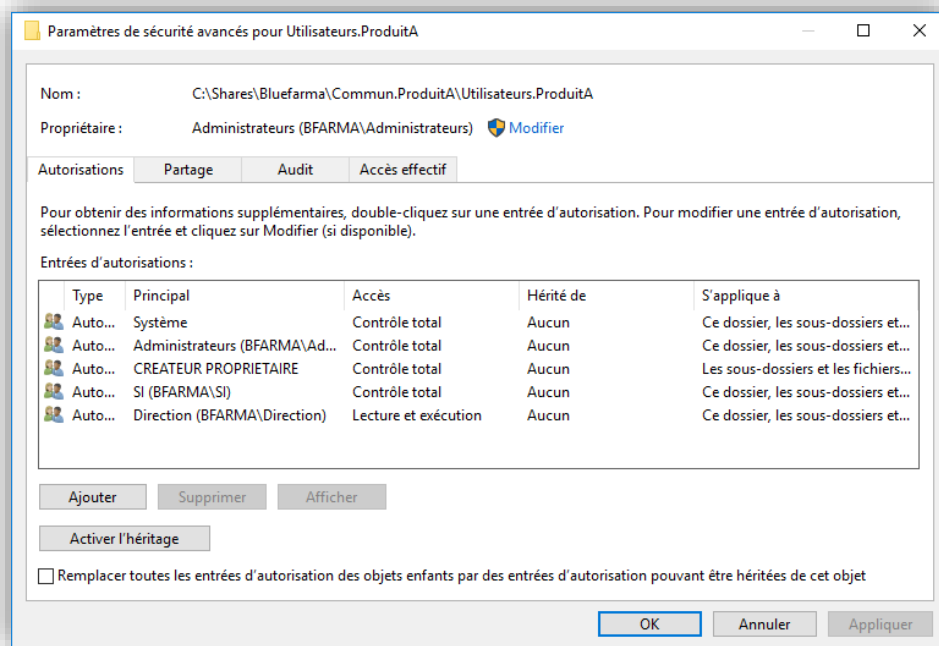 Paramètres de sécurité avancés pour Utilisateurs.ProduitA
Nom : C:\Shares\Bluefarma\Commun.ProduitA\Utilisateurs.ProduitA
Propriétaire : Administrateurs (BFARMA\Administrateurs) Modifier
Autorisations Partage Audit Accès effectif
Pour obtenir des informations supplémentaires, double-cliquez sur une entrée d'autorisation. Pour modifier une entrée d'autorisation,
sélectionnez l'entrée et cliquez sur Modifier (si disponible).
Entrées d'autorisations :
Type Principal Accès Hérité de S'applique à
Auto... Système Contrôle total Aucun Ce dossier, les sous-dossiers et...
Auto... Administrateurs (BFARMA\Ad... Contrôle total Aucun Ce dossier, les sous-dossiers et...
Auto... CREATEUR PROPRIETAIRE Contrôle total Aucun Les sous-dossiers et les fichiers...
Auto... SI (BFARMA\SI) Contrôle total Aucun Ce dossier, les sous-dossiers et...
Auto... Direction (BFARMA\Direction) Lecture et exécution Aucun Ce dossier, les sous-dossiers et...
Ajouter Supprimer Afficher
Activer l'héritage
Remplacer toutes les entrées d'autorisation des objets enfants par des entrées d'autorisation pouvant être héritées de cet objet
OK Annuler Appliquer